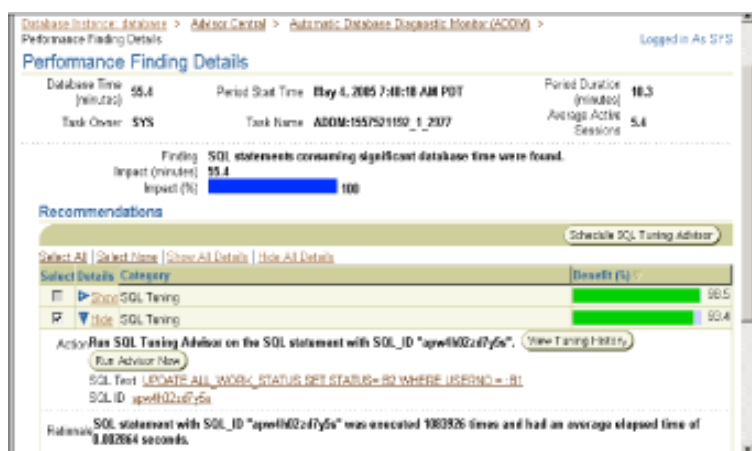 Database Instance: database > Advisor Central > Automatic Database Diagnostic Monitor (ADDM) >
Performance Finding Details
Logged in As SYS
Performance Finding Details
Database Time (minutes) 55.4
Period Start Time May 4, 2005 7:40:18 AM PDT
Period Duration (minutes) 10.3
Task Owner SYS
Task Name ADDM:1557521192_1_2977
Average Active Sessions 5.4
Finding SQL statements consuming significant database time were found.
Impact (minutes) 55.4
Impact (%) 100
Recommendations
Schedule SQL Tuning Advisor
Select All | Select None | Show All Details | Hide All Details
Select Details Category Benefit (%)
Show SQL Tuning 98.5
Hide SQL Tuning 93.4
Action Run SQL Tuning Advisor on the SQL statement with SQL_ID "apw4h02zd7y5s". View Tuning History
Run Advisor Now
SQL Text UPDATE ALL_WORK_STATUS SET STATUS= :B2 WHERE USERNO = :B1
SQL ID apw4h02zd7y5s
Rationale SQL statement with SQL_ID "apw4h02zd7y5s" was executed 1083926 times and had an average elapsed time of
0.002864 seconds.